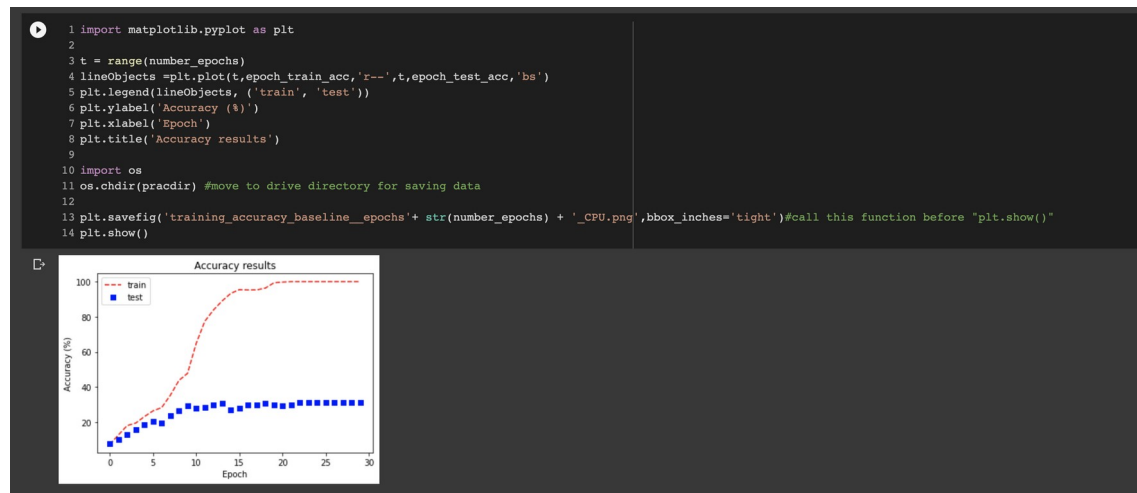 1 import matplotlib.pyplot as plt
2
3 t = range(number_epochs)
4 lineObjects =plt.plot(t,epoch_train_acc,'r--',t,epoch_test_acc,'bs')
5 plt.legend(lineObjects, ('train', 'test'))
6 plt.ylabel('Accuracy (%)')
7 plt.xlabel('Epoch')
8 plt.title('Accuracy results')
9
10 import os
11 os.chdir(pracdir) #move to drive directory for saving data
12
13 plt.savefig('training_accuracy_baseline__epochs'+ str(number_epochs) + '_CPU.png',bbox_inches='tight')#call this function before "plt.show()"
14 plt.show()
Accuracy results
train
test
100
80
60
40
20
Accuracy (%)
0 5 10 15 20 25 30
Epoch